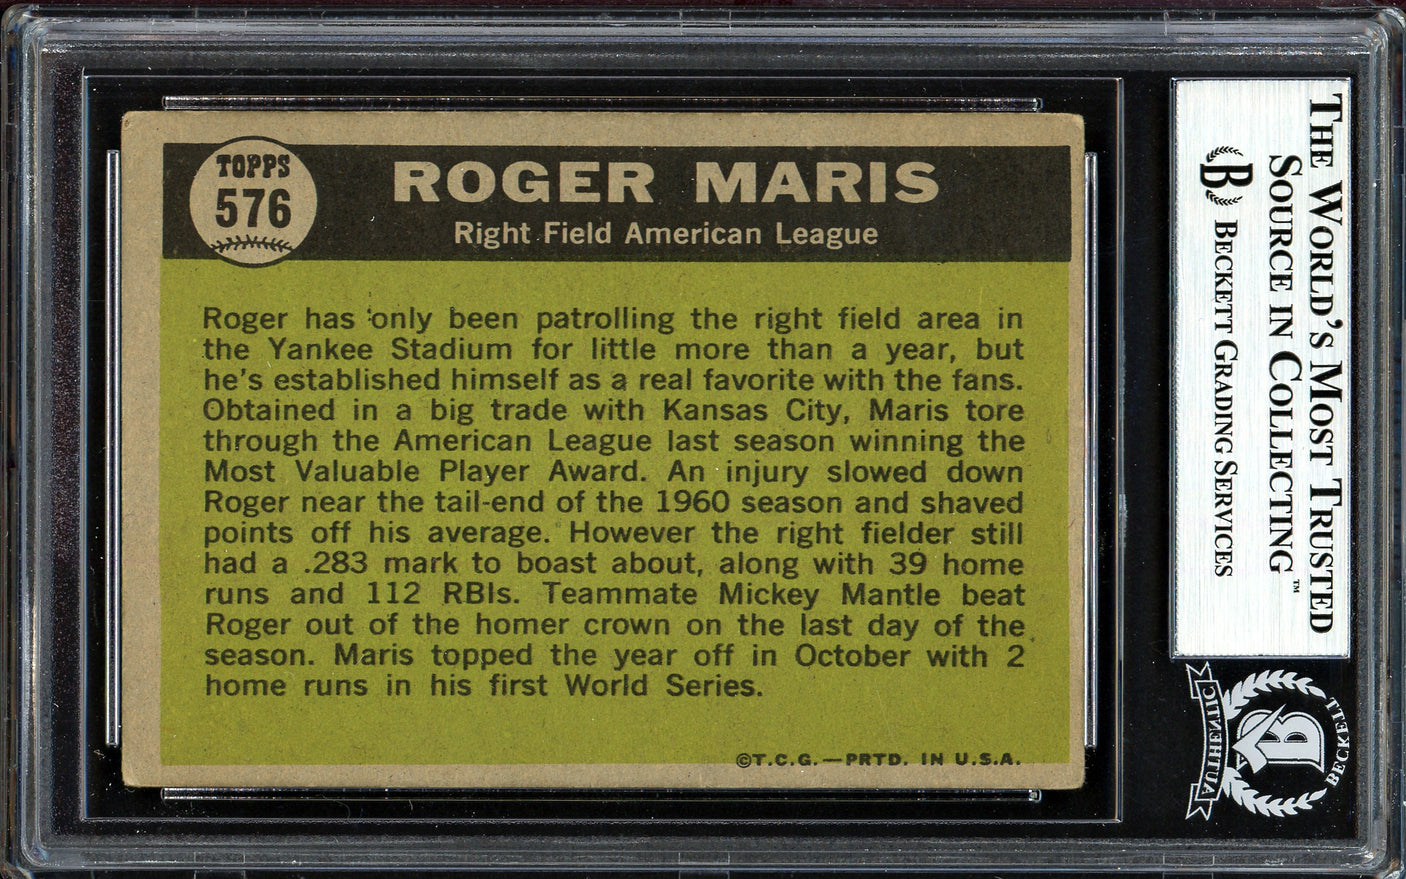 TOPPS
576
ROGER MARIS
Right Field American League
Roger has only been patrolling the right field area in
the Yankee Stadium for little more than a year, but
he's established himself as a real favorite with the fans.
Obtained in a big trade with Kansas City, Maris tore
through the American League last season winning the
Most Valuable Player Award. An injury slowed down
Roger near the tail-end of the 1960 season and shaved
points off his average. However the right fielder still
had a .283 mark to boast about, along with 39 home
runs and 112 RBIs. Teammate Mickey Mantle beat
Roger out of the homer crown on the last day of the
season. Maris topped the year off in October with 2
home runs in his first World Series.
©T.C.G.—PRTD. IN U.S.A.
THE WORLD'S MOST TRUSTED
SOURCE IN COLLECTING™
B BECKETT GRADING SERVICES
BECKETT
B
AUTHENTIC